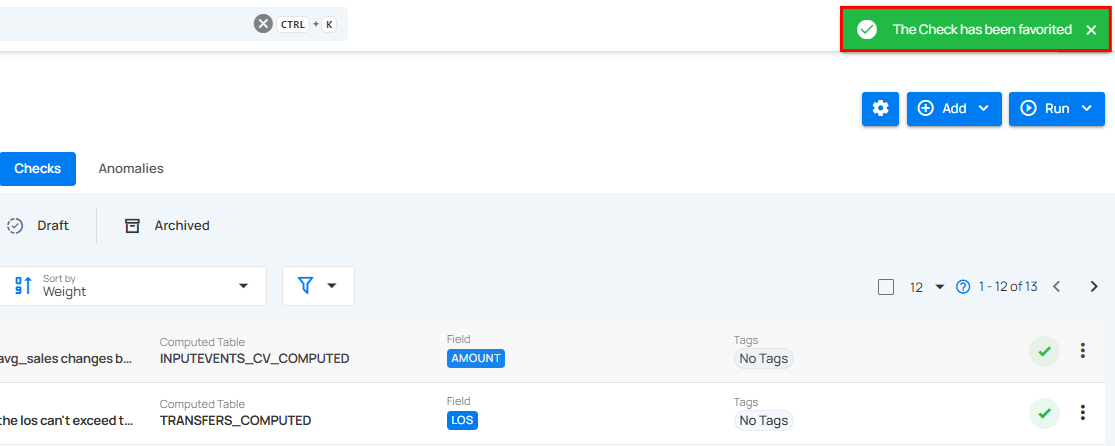 CTRL + K
The Check has been favorited
Add
Run
Checks
Anomalies
Draft
Archived
Sort by
Weight
12
1 - 12 of 13
avg_sales changes b...
Computed Table
INPUTEVENTS_CV_COMPUTED
Field
AMOUNT
Tags
No Tags
the los can't exceed t...
Computed Table
TRANSFERS_COMPUTED
Field
LOS
Tags
No Tags